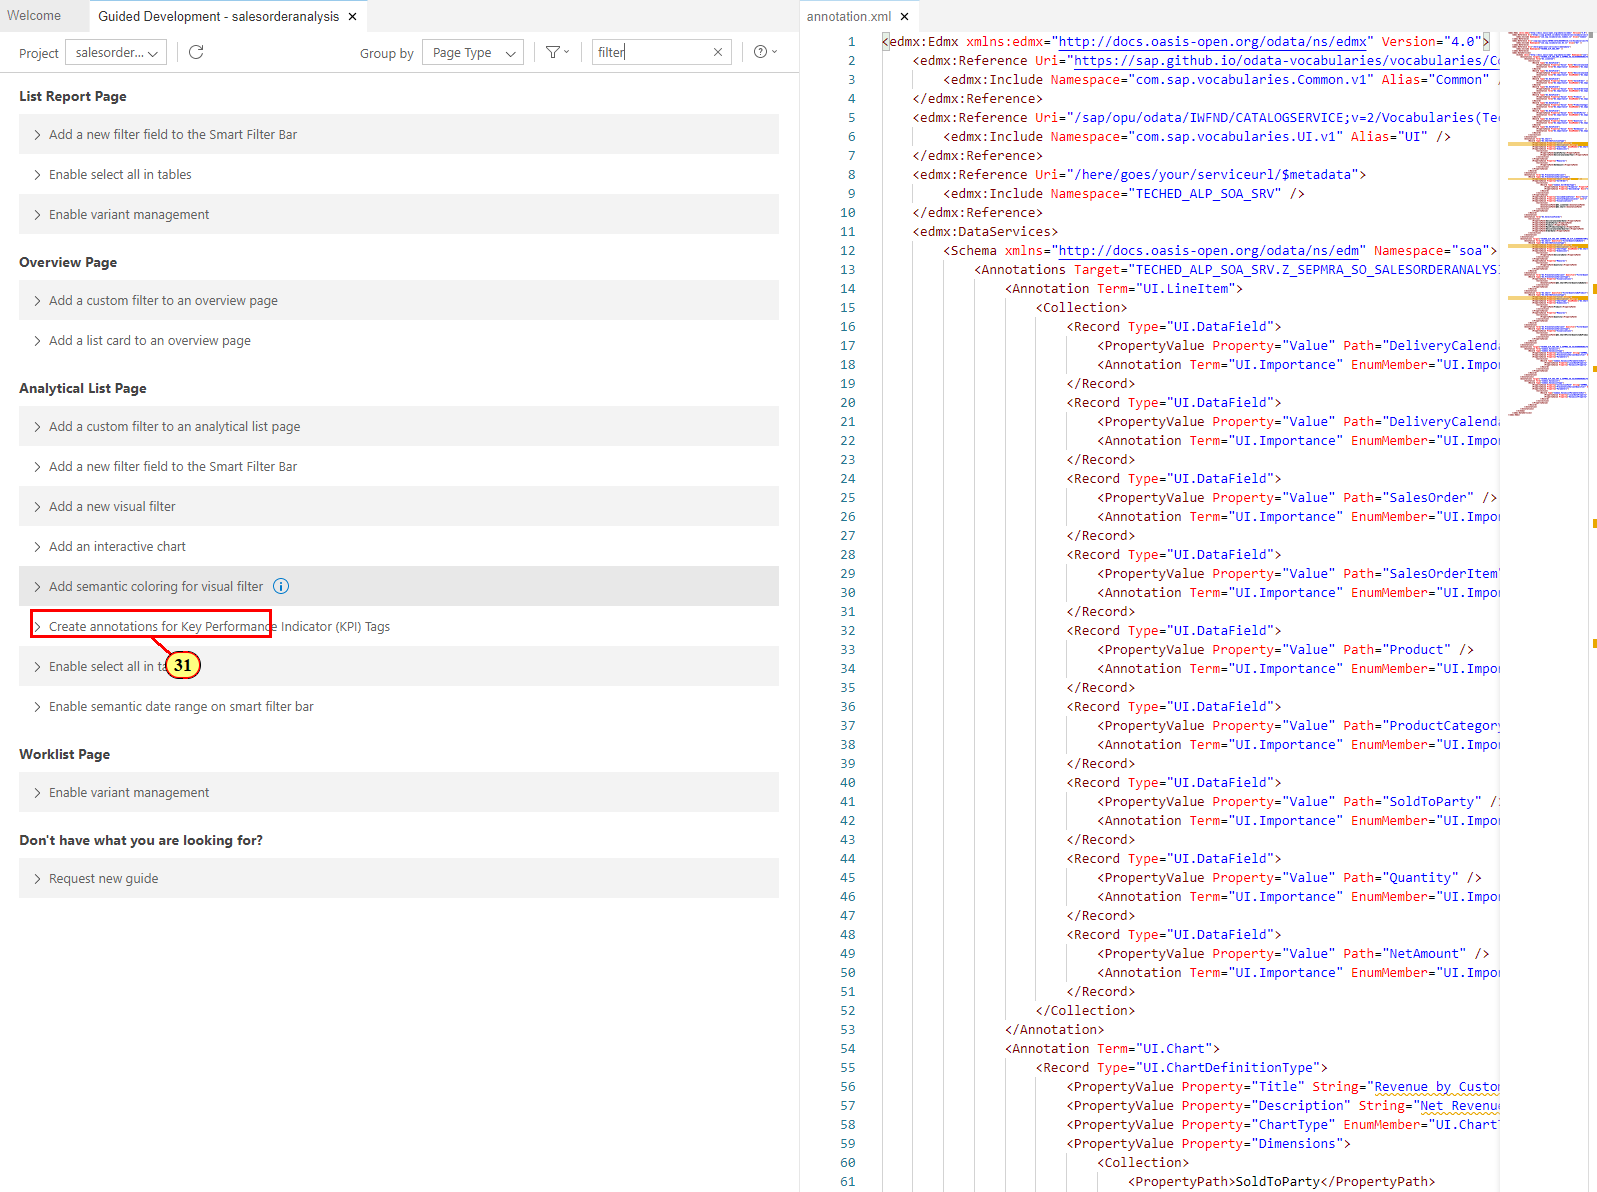 Welcome
Guided Development - salesorderanalysis ×
Project salesorder...
Group by Page Type
filter
List Report Page
Add a new filter field to the Smart Filter Bar
Enable select all in tables
Enable variant management
Overview Page
Add a custom filter to an overview page
Add a list card to an overview page
Analytical List Page
Add a custom filter to an analytical list page
Add a new filter field to the Smart Filter Bar
Add a new visual filter
Add an interactive chart
Add semantic coloring for visual filter
Create annotations for Key Performance Indicator (KPI) Tags
Enable select all in ta
31
Enable semantic date range on smart filter bar
Worklist Page
Enable variant management
Don't have what you are looking for?
Request new guide
annotation.xml ×
1 <edmx:Edmx xmlns:edmx="http://docs.oasis-open.org/odata/ns/edmx" Version="4.0">
2 <edmx:Reference Uri="https://sap.github.io/odata-vocabularies/vocabularies/Co
3 <edmx:Include Namespace="com.sap.vocabularies.Common.v1" Alias="Common" /
4 </edmx:Reference>
5 <edmx:Reference Uri="/sap/opu/odata/IWFND/CATALOGSERVICE;v=2/Vocabularies(Tec
6 <edmx:Include Namespace="com.sap.vocabularies.UI.v1" Alias="UI" />
7 </edmx:Reference>
8 <edmx:Reference Uri="/here/goes/your/serviceurl/$metadata">
9 <edmx:Include Namespace="TECHED_ALP_SOA_SRV" />
10 </edmx:Reference>
11 <edmx:DataServices>
12 <Schema xmlns="http://docs.oasis-open.org/odata/ns/edm" Namespace="soa">
13 <Annotations Target="TECHED_ALP_SOA_SRV.Z_SEPMRA_SO_SALESORDERANALYSI
14 <Annotation Term="UI.LineItem">
15 <Collection>
16 <Record Type="UI.DataField">
17 <PropertyValue Property="Value" Path="DeliveryCalenda
18 <Annotation Term="UI.Importance" EnumMember="UI.Impor
19 </Record>
20 <Record Type="UI.DataField">
21 <PropertyValue Property="Value" Path="DeliveryCalenda
22 <Annotation Term="UI.Importance" EnumMember="UI.Impor
23 </Record>
24 <Record Type="UI.DataField">
25 <PropertyValue Property="Value" Path="SalesOrder" />
26 <Annotation Term="UI.Importance" EnumMember="UI.Impor
27 </Record>
28 <Record Type="UI.DataField">
29 <PropertyValue Property="Value" Path="SalesOrderItem"
30 <Annotation Term="UI.Importance" EnumMember="UI.Impor
31 </Record>
32 <Record Type="UI.DataField">
33 <PropertyValue Property="Value" Path="Product" />
34 <Annotation Term="UI.Importance" EnumMember="UI.Impor
35 </Record>
36 <Record Type="UI.DataField">
37 <PropertyValue Property="Value" Path="ProductCategory
38 <Annotation Term="UI.Importance" EnumMember="UI.Impor
39 </Record>
40 <Record Type="UI.DataField">
41 <PropertyValue Property="Value" Path="SoldToParty" />
42 <Annotation Term="UI.Importance" EnumMember="UI.Impor
43 </Record>
44 <Record Type="UI.DataField">
45 <PropertyValue Property="Value" Path="Quantity" />
46 <Annotation Term="UI.Importance" EnumMember="UI.Impor
47 </Record>
48 <Record Type="UI.DataField">
49 <PropertyValue Property="Value" Path="NetAmount" />
50 <Annotation Term="UI.Importance" EnumMember="UI.Impor
51 </Record>
52 </Collection>
53 </Annotation>
54 <Annotation Term="UI.Chart">
55 <Record Type="UI.ChartDefinitionType">
56 <PropertyValue Property="Title" String="Revenue by Custom
57 <PropertyValue Property="Description" String="Net Revenue
58 <PropertyValue Property="ChartType" EnumMember="UI.ChartT
59 <PropertyValue Property="Dimensions">
60 <Collection>
61 <PropertyPath>SoldToParty</PropertyPath>